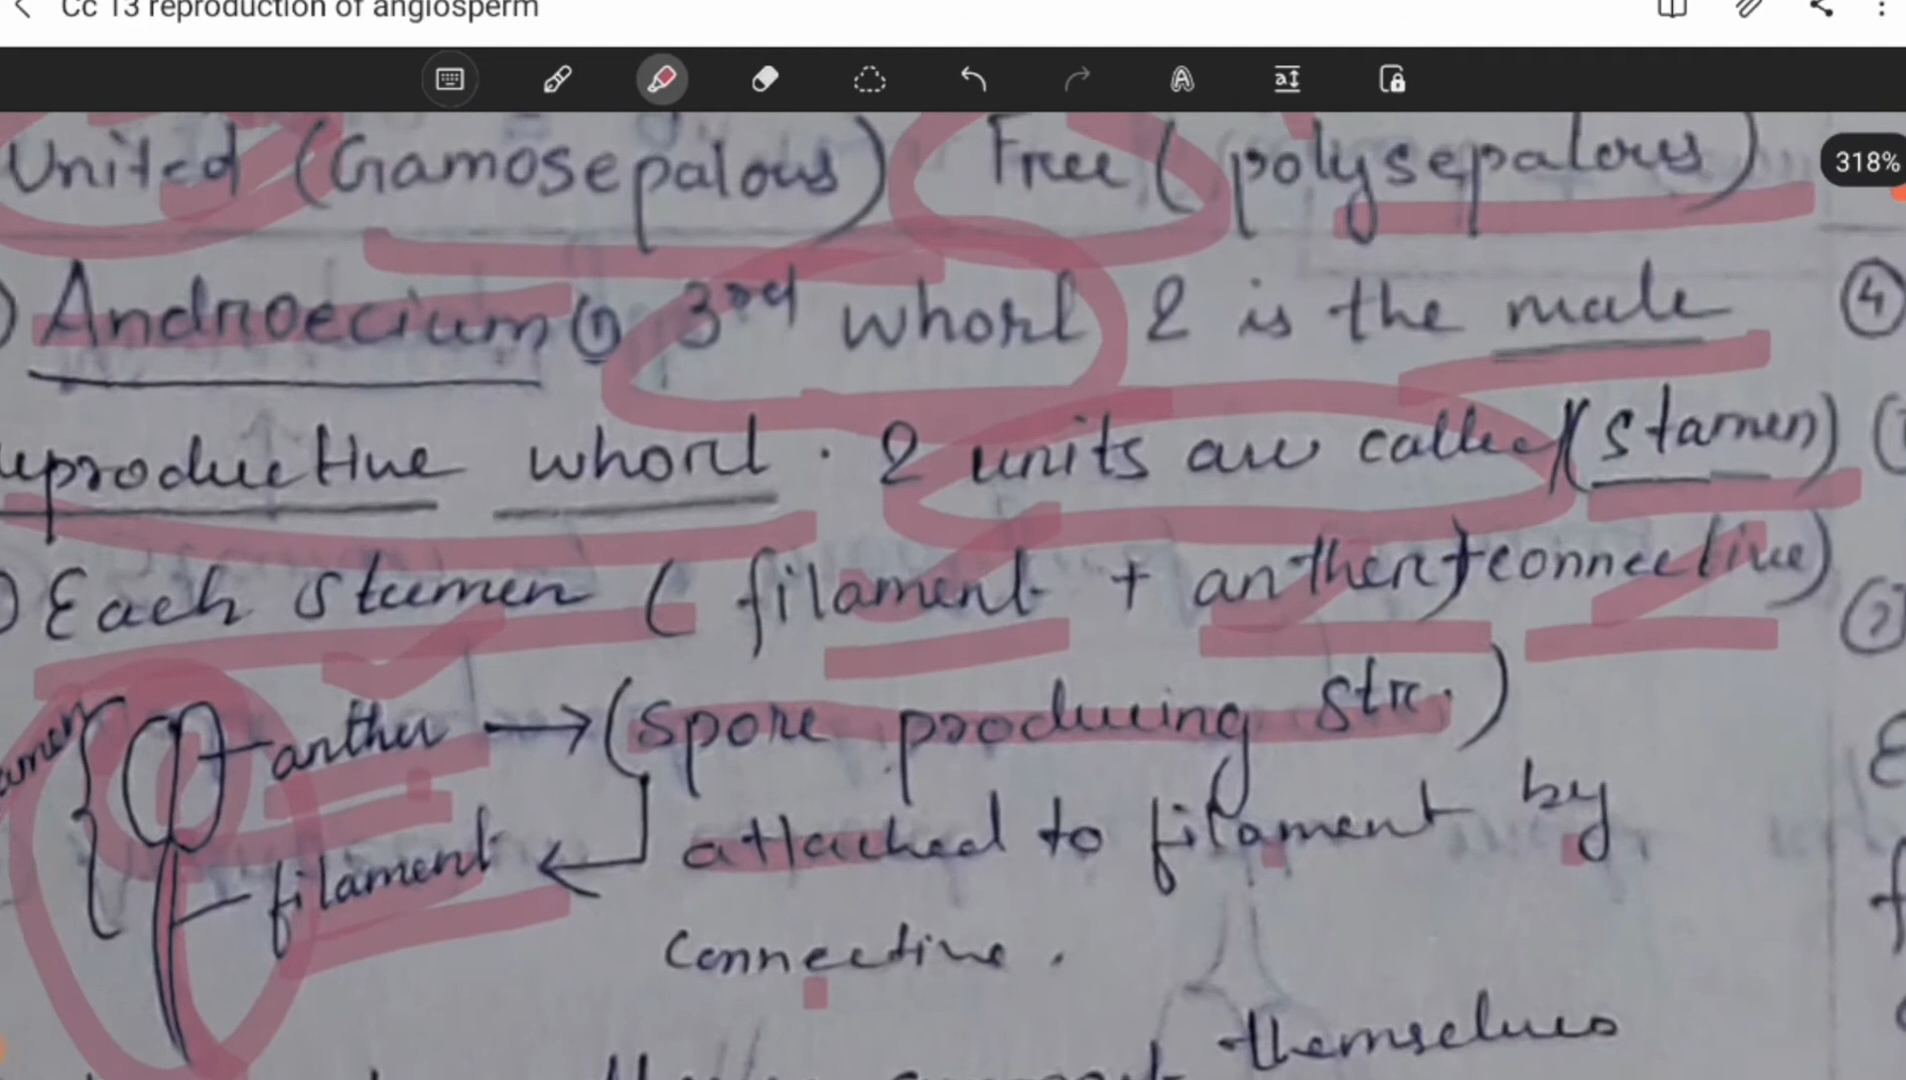 Cc 13 reproduction of angiosperm
318%
United (Gamosepalous) Free (polysepalous)
Androecium ① 3rd whorl & is the male
reproductive whorl. & units are called (stamen)
Each stamen (filament + anther + connective)
anther → (spore producing str.)
filament ← attached to filament by
connective.
themselves
④
②